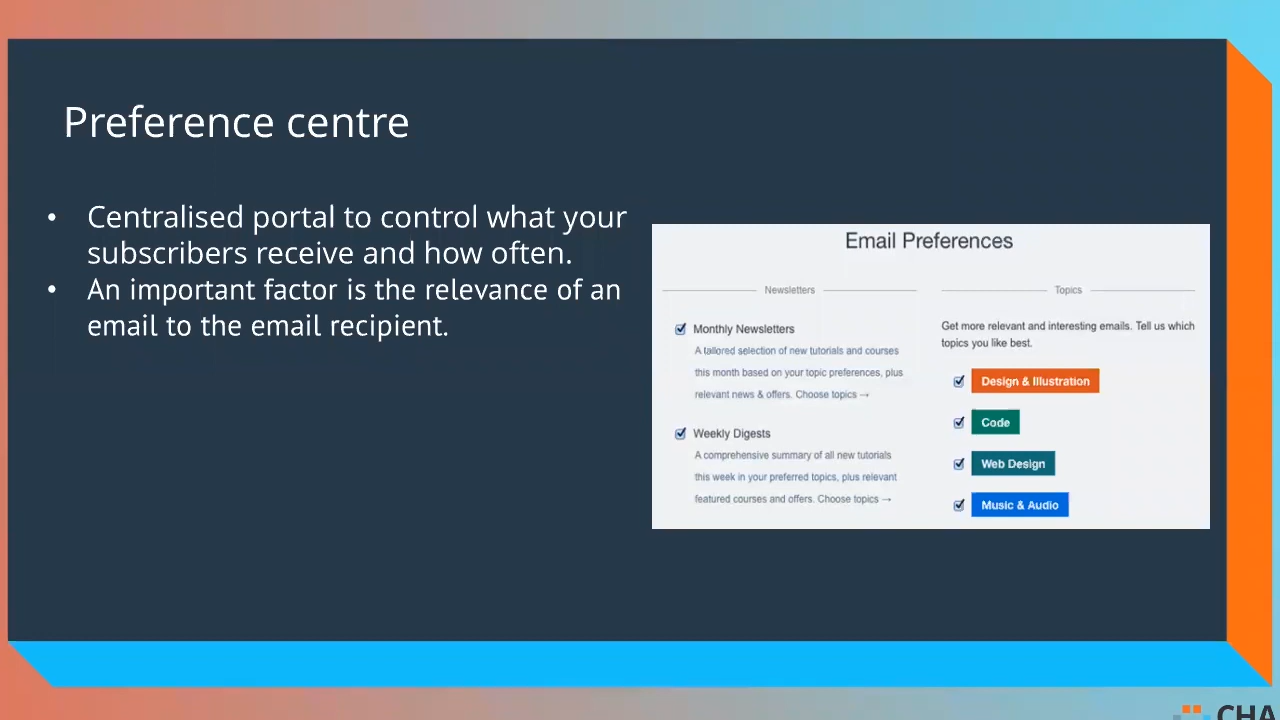 Preference centre
• Centralised portal to control what your
subscribers receive and how often.
• An important factor is the relevance of an
email to the email recipient.
Email Preferences
Newsletters
Monthly Newsletters
A tailored selection of new tutorials and courses
this month based on your topic preferences, plus
relevant news & offers. Choose topics →
Weekly Digests
A comprehensive summary of all new tutorials
this week in your preferred topics, plus relevant
featured courses and offers. Choose topics →
Topics
Get more relevant and interesting emails. Tell us which
topics you like best.
Design & Illustration
Code
Web Design
Music & Audio
CHA